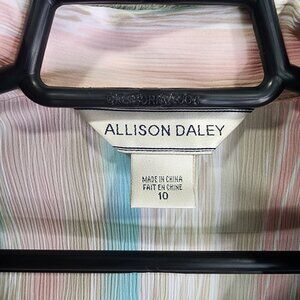 ALLISON DALEY
MADE IN CHINA
FAIT EN CHINE
10